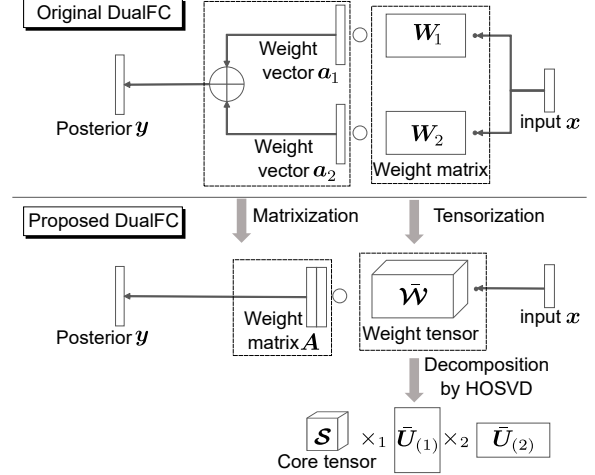 Original DualFC
Weight
vector a₁
W₁
Posterior y
input x
Weight
vector a₂
W₂
Weight matrix
Proposed DualFC
Matrixization
Tensorization
Posterior y
Weight
matrix A
W̄
Weight tensor
input x
Decomposition
by HOSVD
S ×₁ Ū₍₁₎ ×₂ Ū₍₂₎
Core tensor